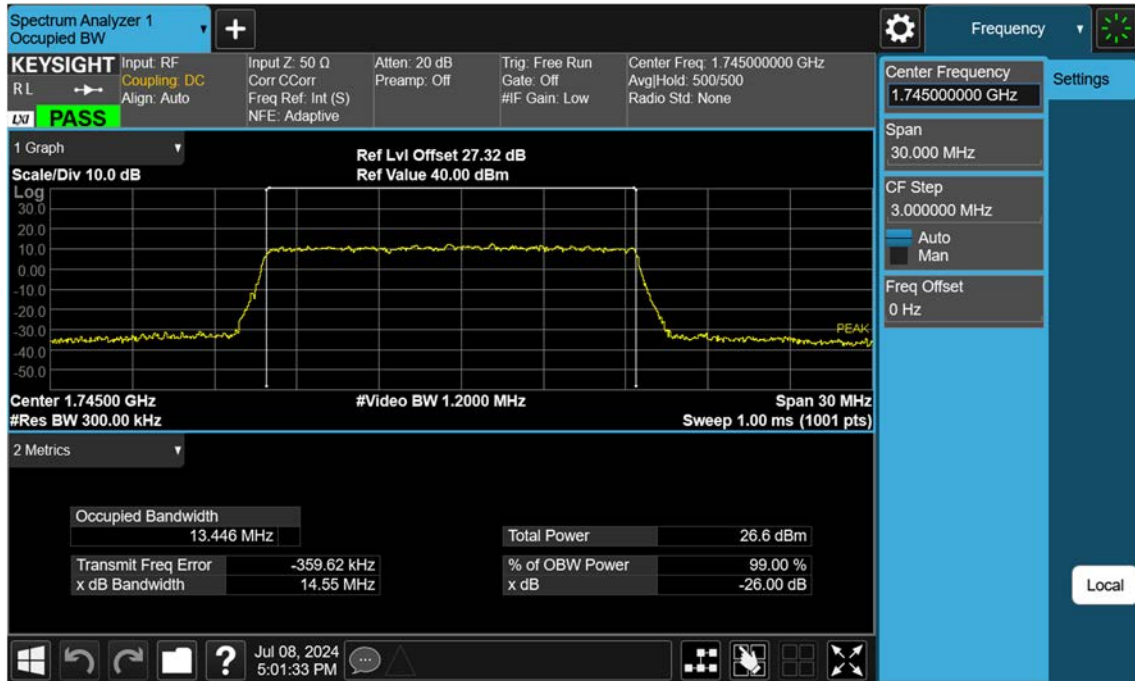 Spectrum Analyzer 1
Occupied BW
Frequency
KEYSIGHT
R L
LXI
PASS
Input: RF
Coupling: DC
Align: Auto
Input Z: 50 Ω
Corr CCorr
Freq Ref: Int (S)
NFE: Adaptive
Atten: 20 dB
Preamp: Off
Trig: Free Run
Gate: Off
#IF Gain: Low
Center Freq: 1.745000000 GHz
Avg|Hold: 500/500
Radio Std: None
Center Frequency
1.745000000 GHz
Settings
Span
30.000 MHz
CF Step
3.000000 MHz
Auto
Man
Freq Offset
0 Hz
Local
1 Graph
Scale/Div 10.0 dB
Ref Lvl Offset 27.32 dB
Ref Value 40.00 dBm
Log
30.0
20.0
10.0
0.00
-10.0
-20.0
-30.0
-40.0
-50.0
PEAK
Center 1.74500 GHz
#Video BW 1.2000 MHz
Span 30 MHz
#Res BW 300.00 kHz
Sweep 1.00 ms (1001 pts)
2 Metrics
Occupied Bandwidth
13.446 MHz
Total Power 26.6 dBm
Transmit Freq Error -359.62 kHz
% of OBW Power 99.00 %
x dB Bandwidth 14.55 MHz
x dB -26.00 dB
?
Jul 08, 2024
5:01:33 PM